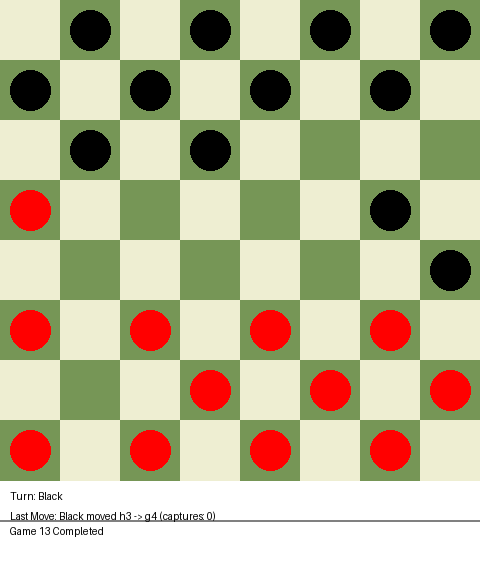 Turn: Black
Last Move: Black moved h3 -> g4 (captures: 0)
Game 13 Completed